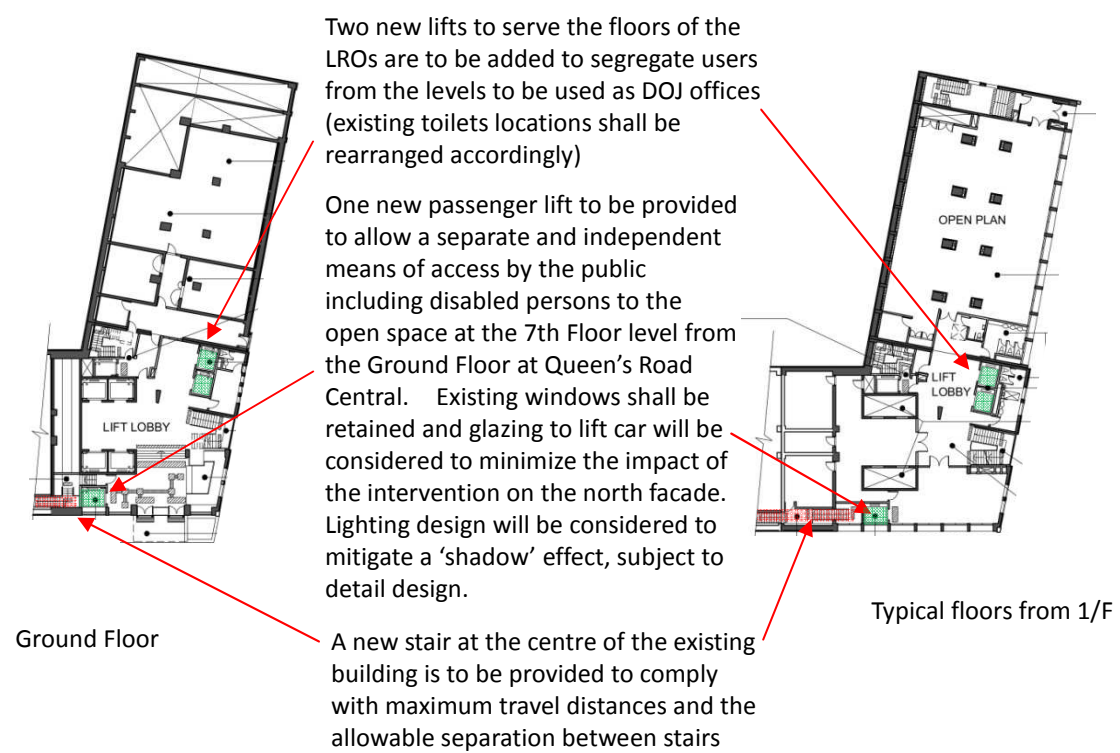 Two new lifts to serve the floors of the
LROs are to be added to segregate users
from the levels to be used as DOJ offices
(existing toilets locations shall be
rearranged accordingly)
One new passenger lift to be provided
to allow a separate and independent
means of access by the public
including disabled persons to the
open space at the 7th Floor level from
the Ground Floor at Queen's Road
Central. Existing windows shall be
retained and glazing to lift car will be
considered to minimize the impact of
the intervention on the north facade.
Lighting design will be considered to
mitigate a ‘shadow’ effect, subject to
detail design.
A new stair at the centre of the existing
building is to be provided to comply
with maximum travel distances and the
allowable separation between stairs
LIFT LOBBY
Ground Floor
OPEN PLAN
LIFT
LOBBY
Typical floors from 1/F